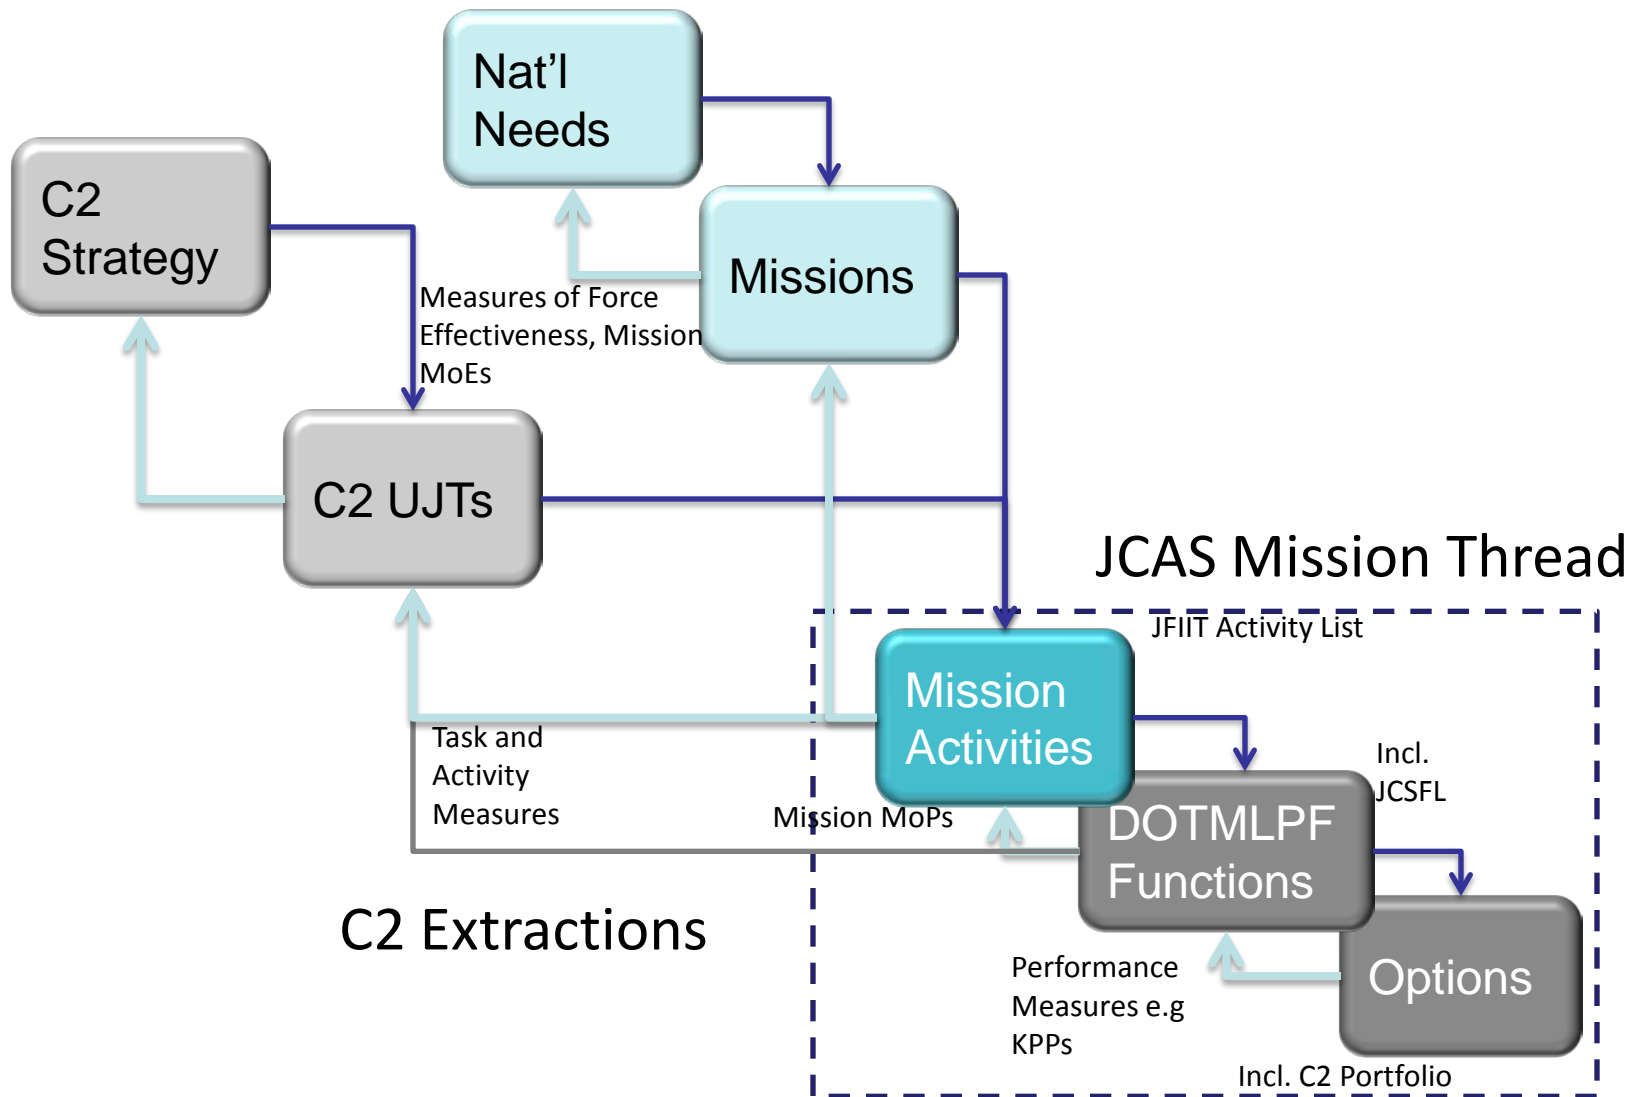 Nat'l
Needs
C2
Strategy
Missions
Measures of Force
Effectiveness, Mission
MoEs
C2 UJTs
JCAS Mission Thread
JFIIT Activity List
Mission
Activities
Task and
Activity
Measures
Incl.
JCSFL
Mission MoPs
DOTMLPF
Functions
C2 Extractions
Performance
Measures e.g
KPPs
Options
Incl. C2 Portfolio